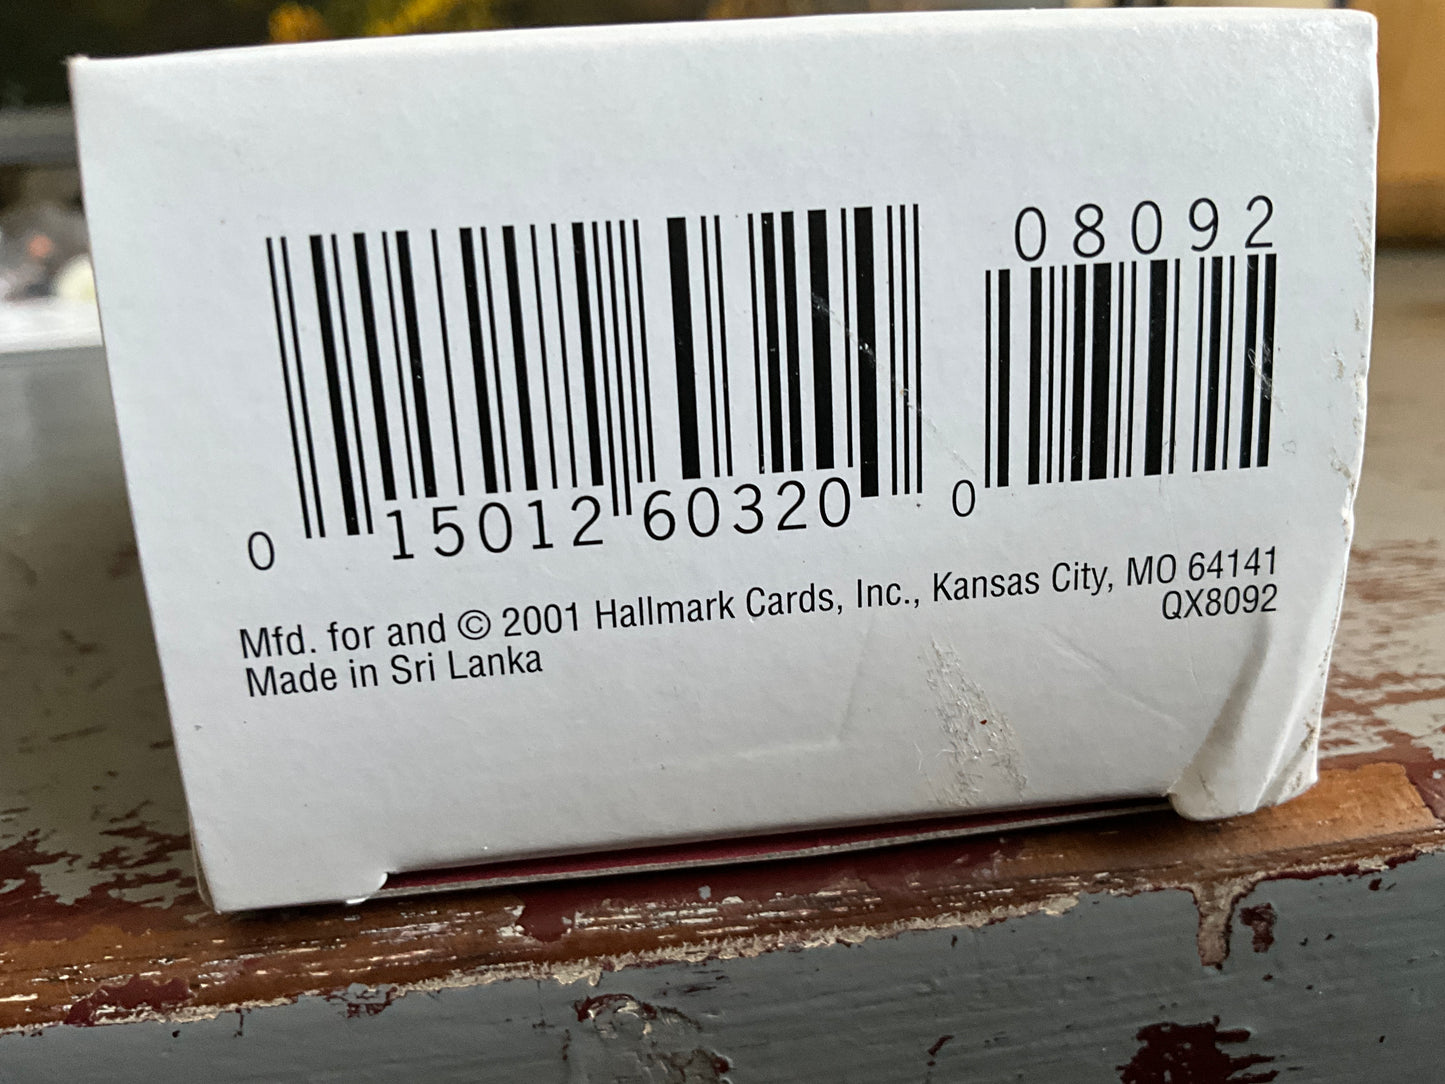 08092
0 15012 60320 0
Mfd. for and © 2001 Hallmark Cards, Inc., Kansas City, MO 64141
QX8092
Made in Sri Lanka